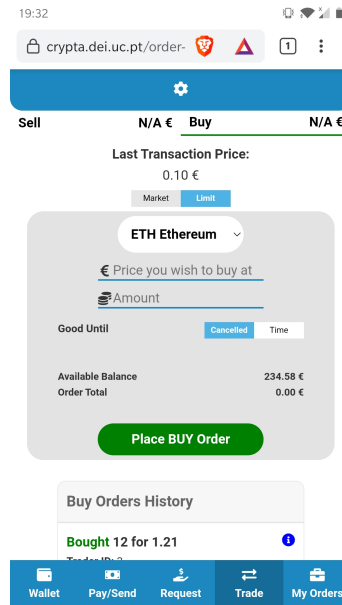 19:32
crypta.dei.uc.pt/order-
1
Sell N/A € Buy N/A €
Last Transaction Price:
0.10 €
Market Limit
ETH Ethereum
€ Price you wish to buy at
Amount
Good Until Cancelled Time
Available Balance 234.58 €
Order Total 0.00 €
Place BUY Order
Buy Orders History
Bought 12 for 1.21
Wallet Pay/Send Request Trade My Orders